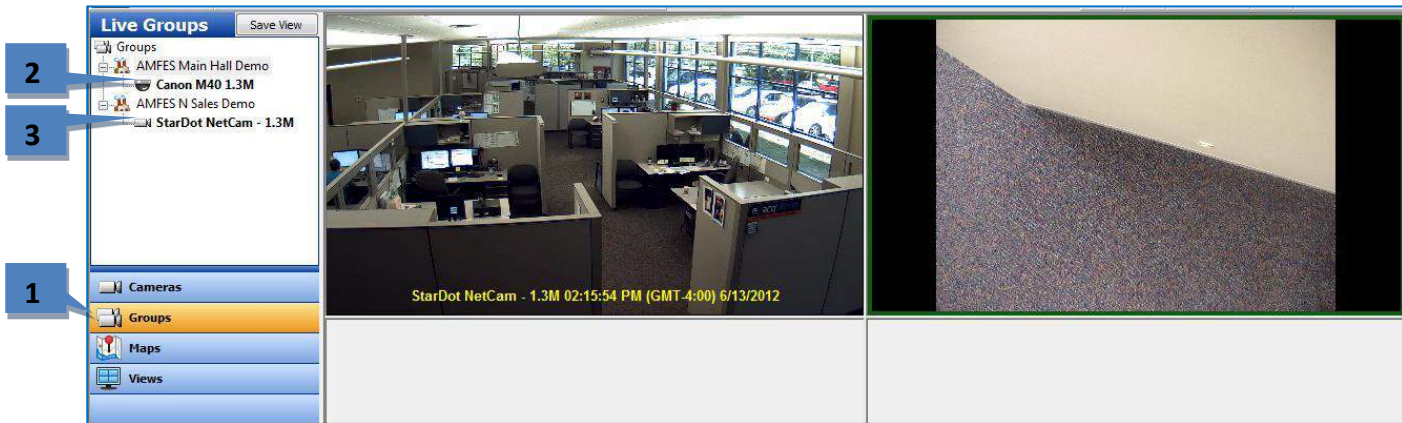 Live Groups
Save View
Groups
2
AMFES Main Hall Demo
Canon M40 1.3M
AMFES N Sales Demo
3
StarDot NetCam - 1.3M
1
Cameras
Groups
Maps
Views
StarDot NetCam - 1.3M 02:15:54 PM (GMT-4:00) 6/13/2012